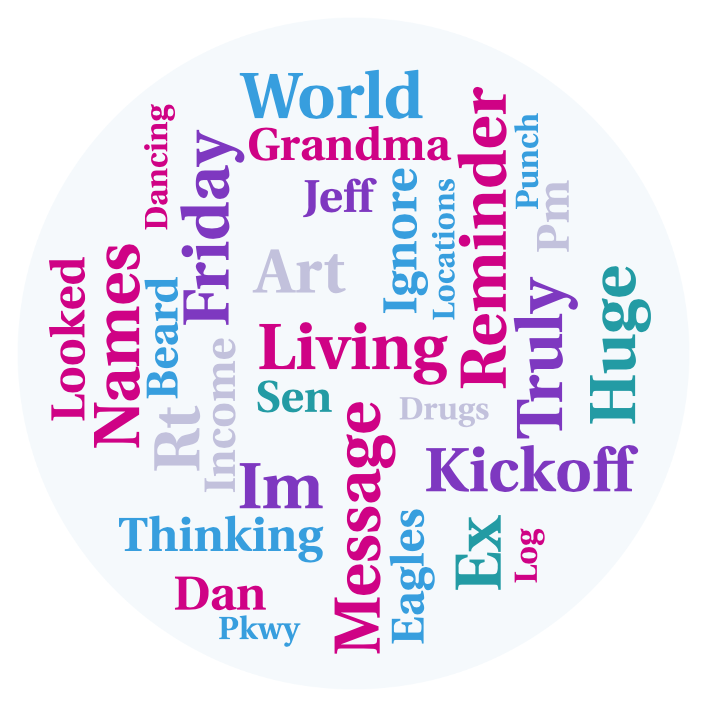 World
Grandma
Reminder
Dancing
Punch
Friday
Jeff
Ignore
Locations
Pm
Art
Looked
Names
Beard
Huge
Truly
Living
Income
Sen
Drugs
Rt
Message
Kickoff
Im
Thinking
Eagles
Ex
Log
Dan
Pkwy